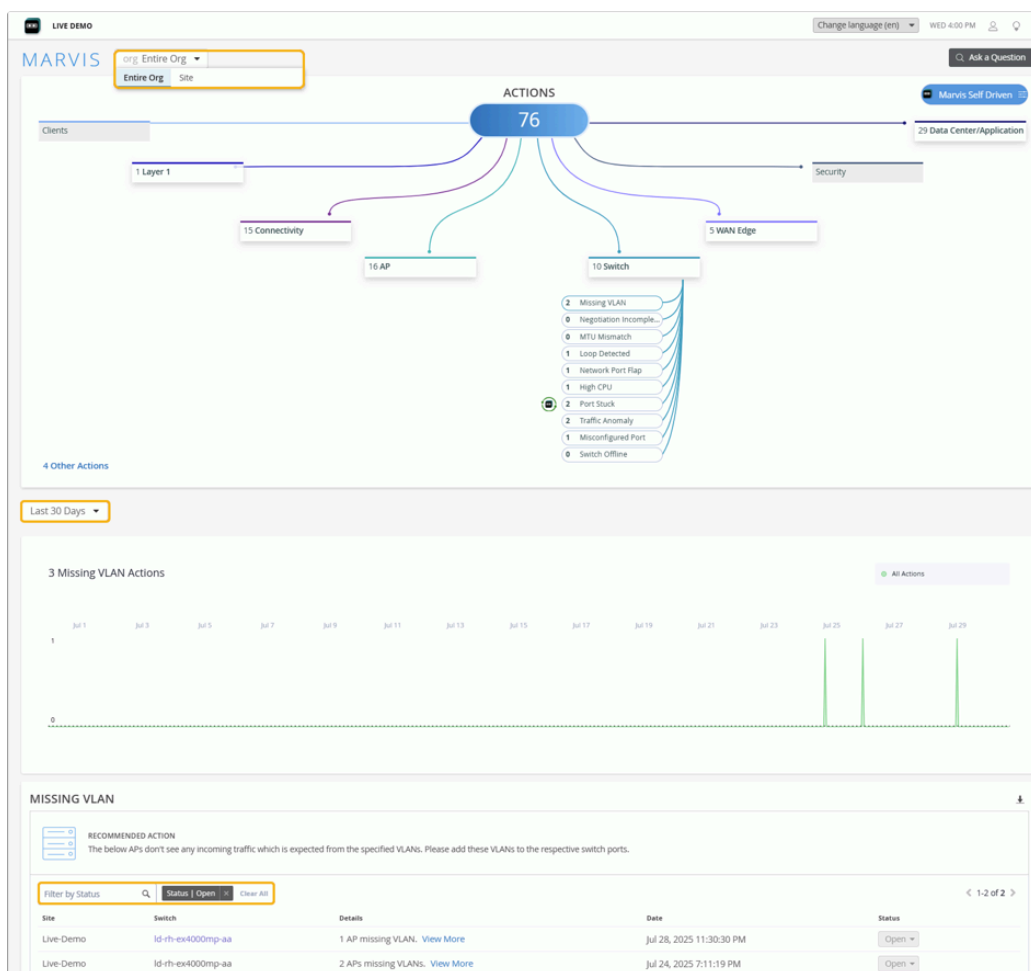 LIVE DEMO
Change language (en)
WED 4:00 PM
MARVIS
org Entire Org
Ask a Question
Entire Org Site
ACTIONS
76
Marvis Self Driven
Clients
29 Data Center/Application
1 Layer 1
Security
15 Connectivity
5 WAN Edge
16 AP
10 Switch
2 Missing VLAN
0 Negotiation Incomple...
0 MTU Mismatch
1 Loop Detected
1 Network Port Flap
1 High CPU
2 Port Stuck
2 Traffic Anomaly
1 Misconfigured Port
0 Switch Offline
4 Other Actions
Last 30 Days
3 Missing VLAN Actions
All Actions
Jul 1 Jul 3 Jul 5 Jul 7 Jul 9 Jul 11 Jul 13 Jul 15 Jul 17 Jul 19 Jul 21 Jul 23 Jul 25 Jul 27 Jul 29
1
0
MISSING VLAN
RECOMMENDED ACTION
The below APs don't see any incoming traffic which is expected from the specified VLANs. Please add these VLANs to the respective switch ports.
Filter by Status Status | Open × Clear All
< 1-2 of 2 >
Site Switch Details Date Status
Live-Demo ld-rh-ex4000mp-aa 1 AP missing VLAN. View More Jul 28, 2025 11:30:30 PM Open
Live-Demo ld-rh-ex4000mp-aa 2 APs missing VLANs. View More Jul 24, 2025 7:11:19 PM Open